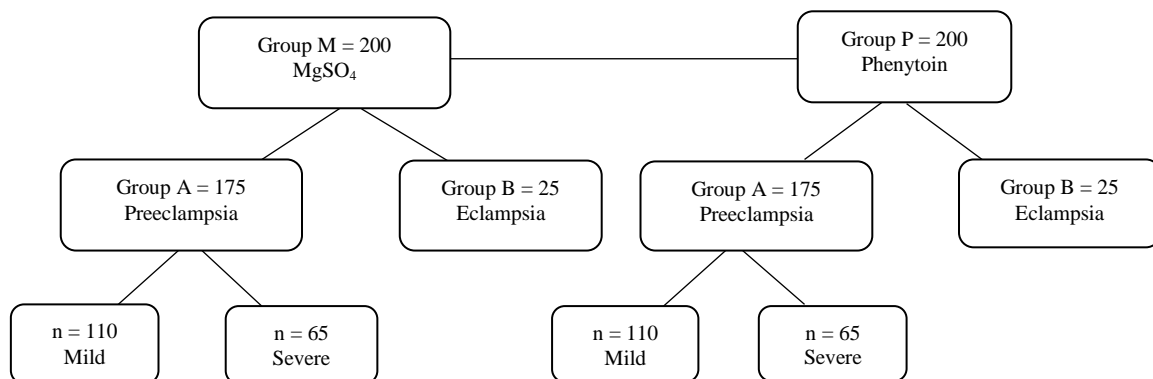 Group M = 200
MgSO₄
Group P = 200
Phenytoin
Group A = 175
Preeclampsia
Group B = 25
Eclampsia
Group A = 175
Preeclampsia
Group B = 25
Eclampsia
n = 110
Mild
n = 65
Severe
n = 110
Mild
n = 65
Severe